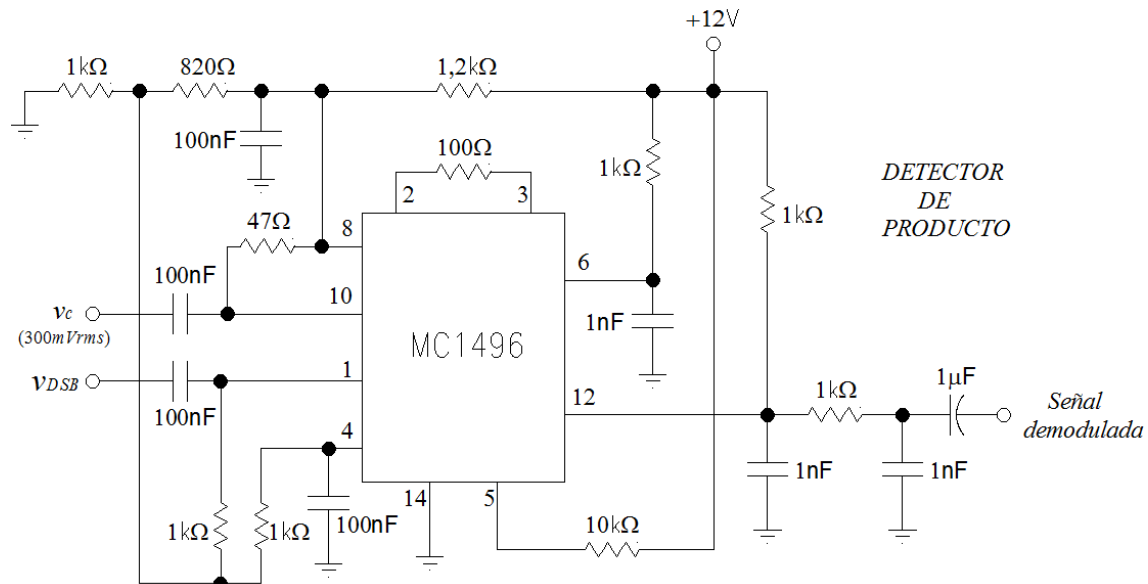 +12V
1kΩ
820Ω
1,2kΩ
100nF
100Ω
1kΩ
1kΩ
DETECTOR
DE
PRODUCTO
2
3
47Ω
8
6
100nF
10
vc
(300mVrms)
1nF
MC1496
vDSB
1
100nF
12
1kΩ
1µF
Señal
demodulada
4
1nF
1nF
14
5
1kΩ
1kΩ
100nF
10kΩ